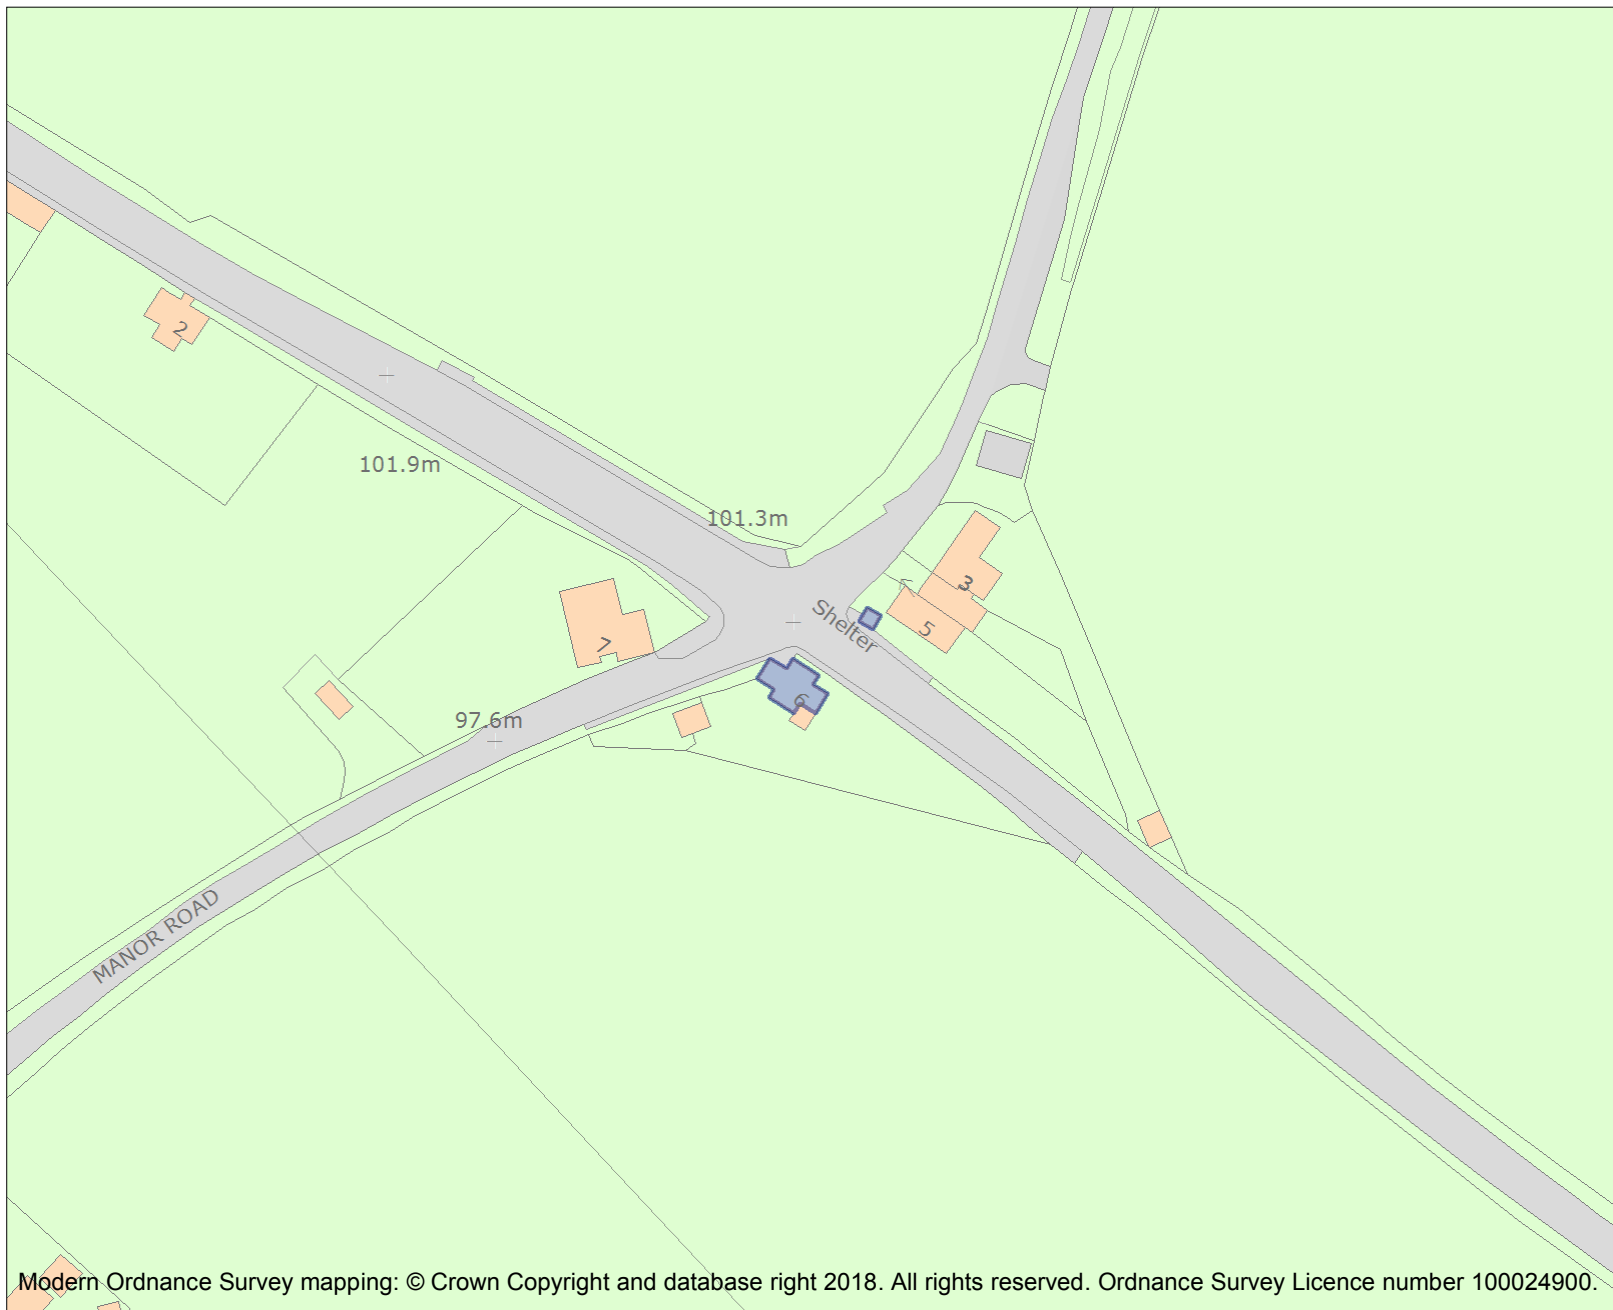 2
101.9m
101.3m
3
4
Shelter
5
7
6
97.6m
MANOR ROAD
Modern Ordnance Survey mapping: © Crown Copyright and database right 2018. All rights reserved. Ordnance Survey Licence number 100024900.